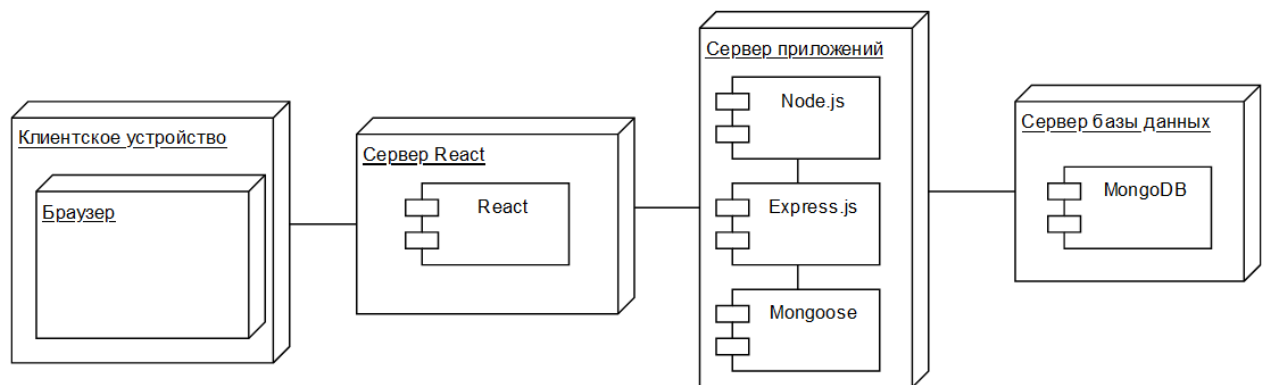 Клиентское устройство
Браузер
Сервер React
React
Сервер приложений
Node.js
Express.js
Mongoose
Сервер базы данных
MongoDB